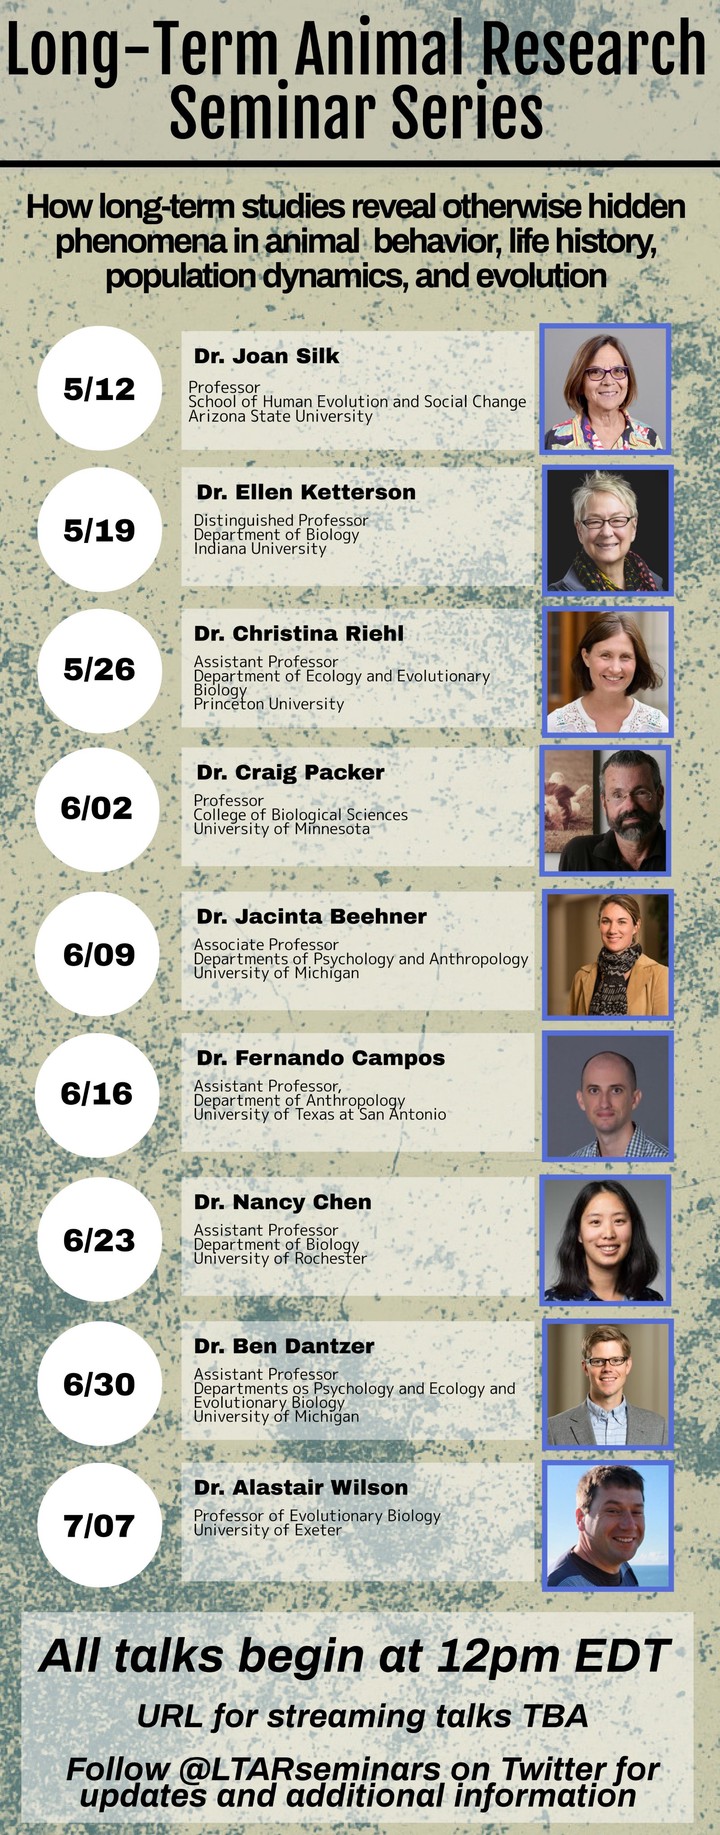 Long-Term Animal Research
Seminar Series
How long-term studies reveal otherwise hidden
phenomena in animal behavior, life history,
population dynamics, and evolution
5/12
Dr. Joan Silk
Professor
School of Human Evolution and Social Change
Arizona State University
5/19
Dr. Ellen Ketterson
Distinguished Professor
Department of Biology
Indiana University
5/26
Dr. Christina Riehl
Assistant Professor
Department of Ecology and Evolutionary
Biology
Princeton University
6/02
Dr. Craig Packer
Professor
College of Biological Sciences
University of Minnesota
6/09
Dr. Jacinta Beehner
Associate Professor
Departments of Psychology and Anthropology
University of Michigan
6/16
Dr. Fernando Campos
Assistant Professor,
Department of Anthropology
University of Texas at San Antonio
6/23
Dr. Nancy Chen
Assistant Professor
Department of Biology
University of Rochester
6/30
Dr. Ben Dantzer
Assistant Professor
Departments os Psychology and Ecology and
Evolutionary Biology
University of Michigan
7/07
Dr. Alastair Wilson
Professor of Evolutionary Biology
University of Exeter
All talks begin at 12pm EDT
URL for streaming talks TBA
Follow @LTARseminars on Twitter for
updates and additional information